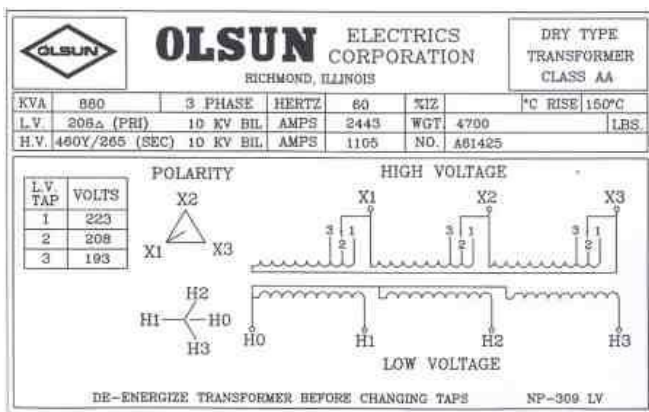 OLSUN
OLSUN ELECTRICS CORPORATION
RICHMOND, ILLINOIS
DRY TYPE
TRANSFORMER
CLASS AA
KVA 880 3 PHASE HERTZ 60 %IZ °C RISE 150°C
L.V. 208△ (PRI) 10 KV BIL AMPS 2443 WGT. 4700 LBS.
H.V. 460Y/265 (SEC) 10 KV BIL AMPS 1105 NO. A61425
L.V. TAP VOLTS
1 223
2 208
3 193
POLARITY
X2
X1 X3
H2
H1 H0
H3
HIGH VOLTAGE
X1 X2 X3
3 2 1 3 2 1 3 2 1
H0 H1 H2 H3
LOW VOLTAGE
DE-ENERGIZE TRANSFORMER BEFORE CHANGING TAPS NP-309 LV